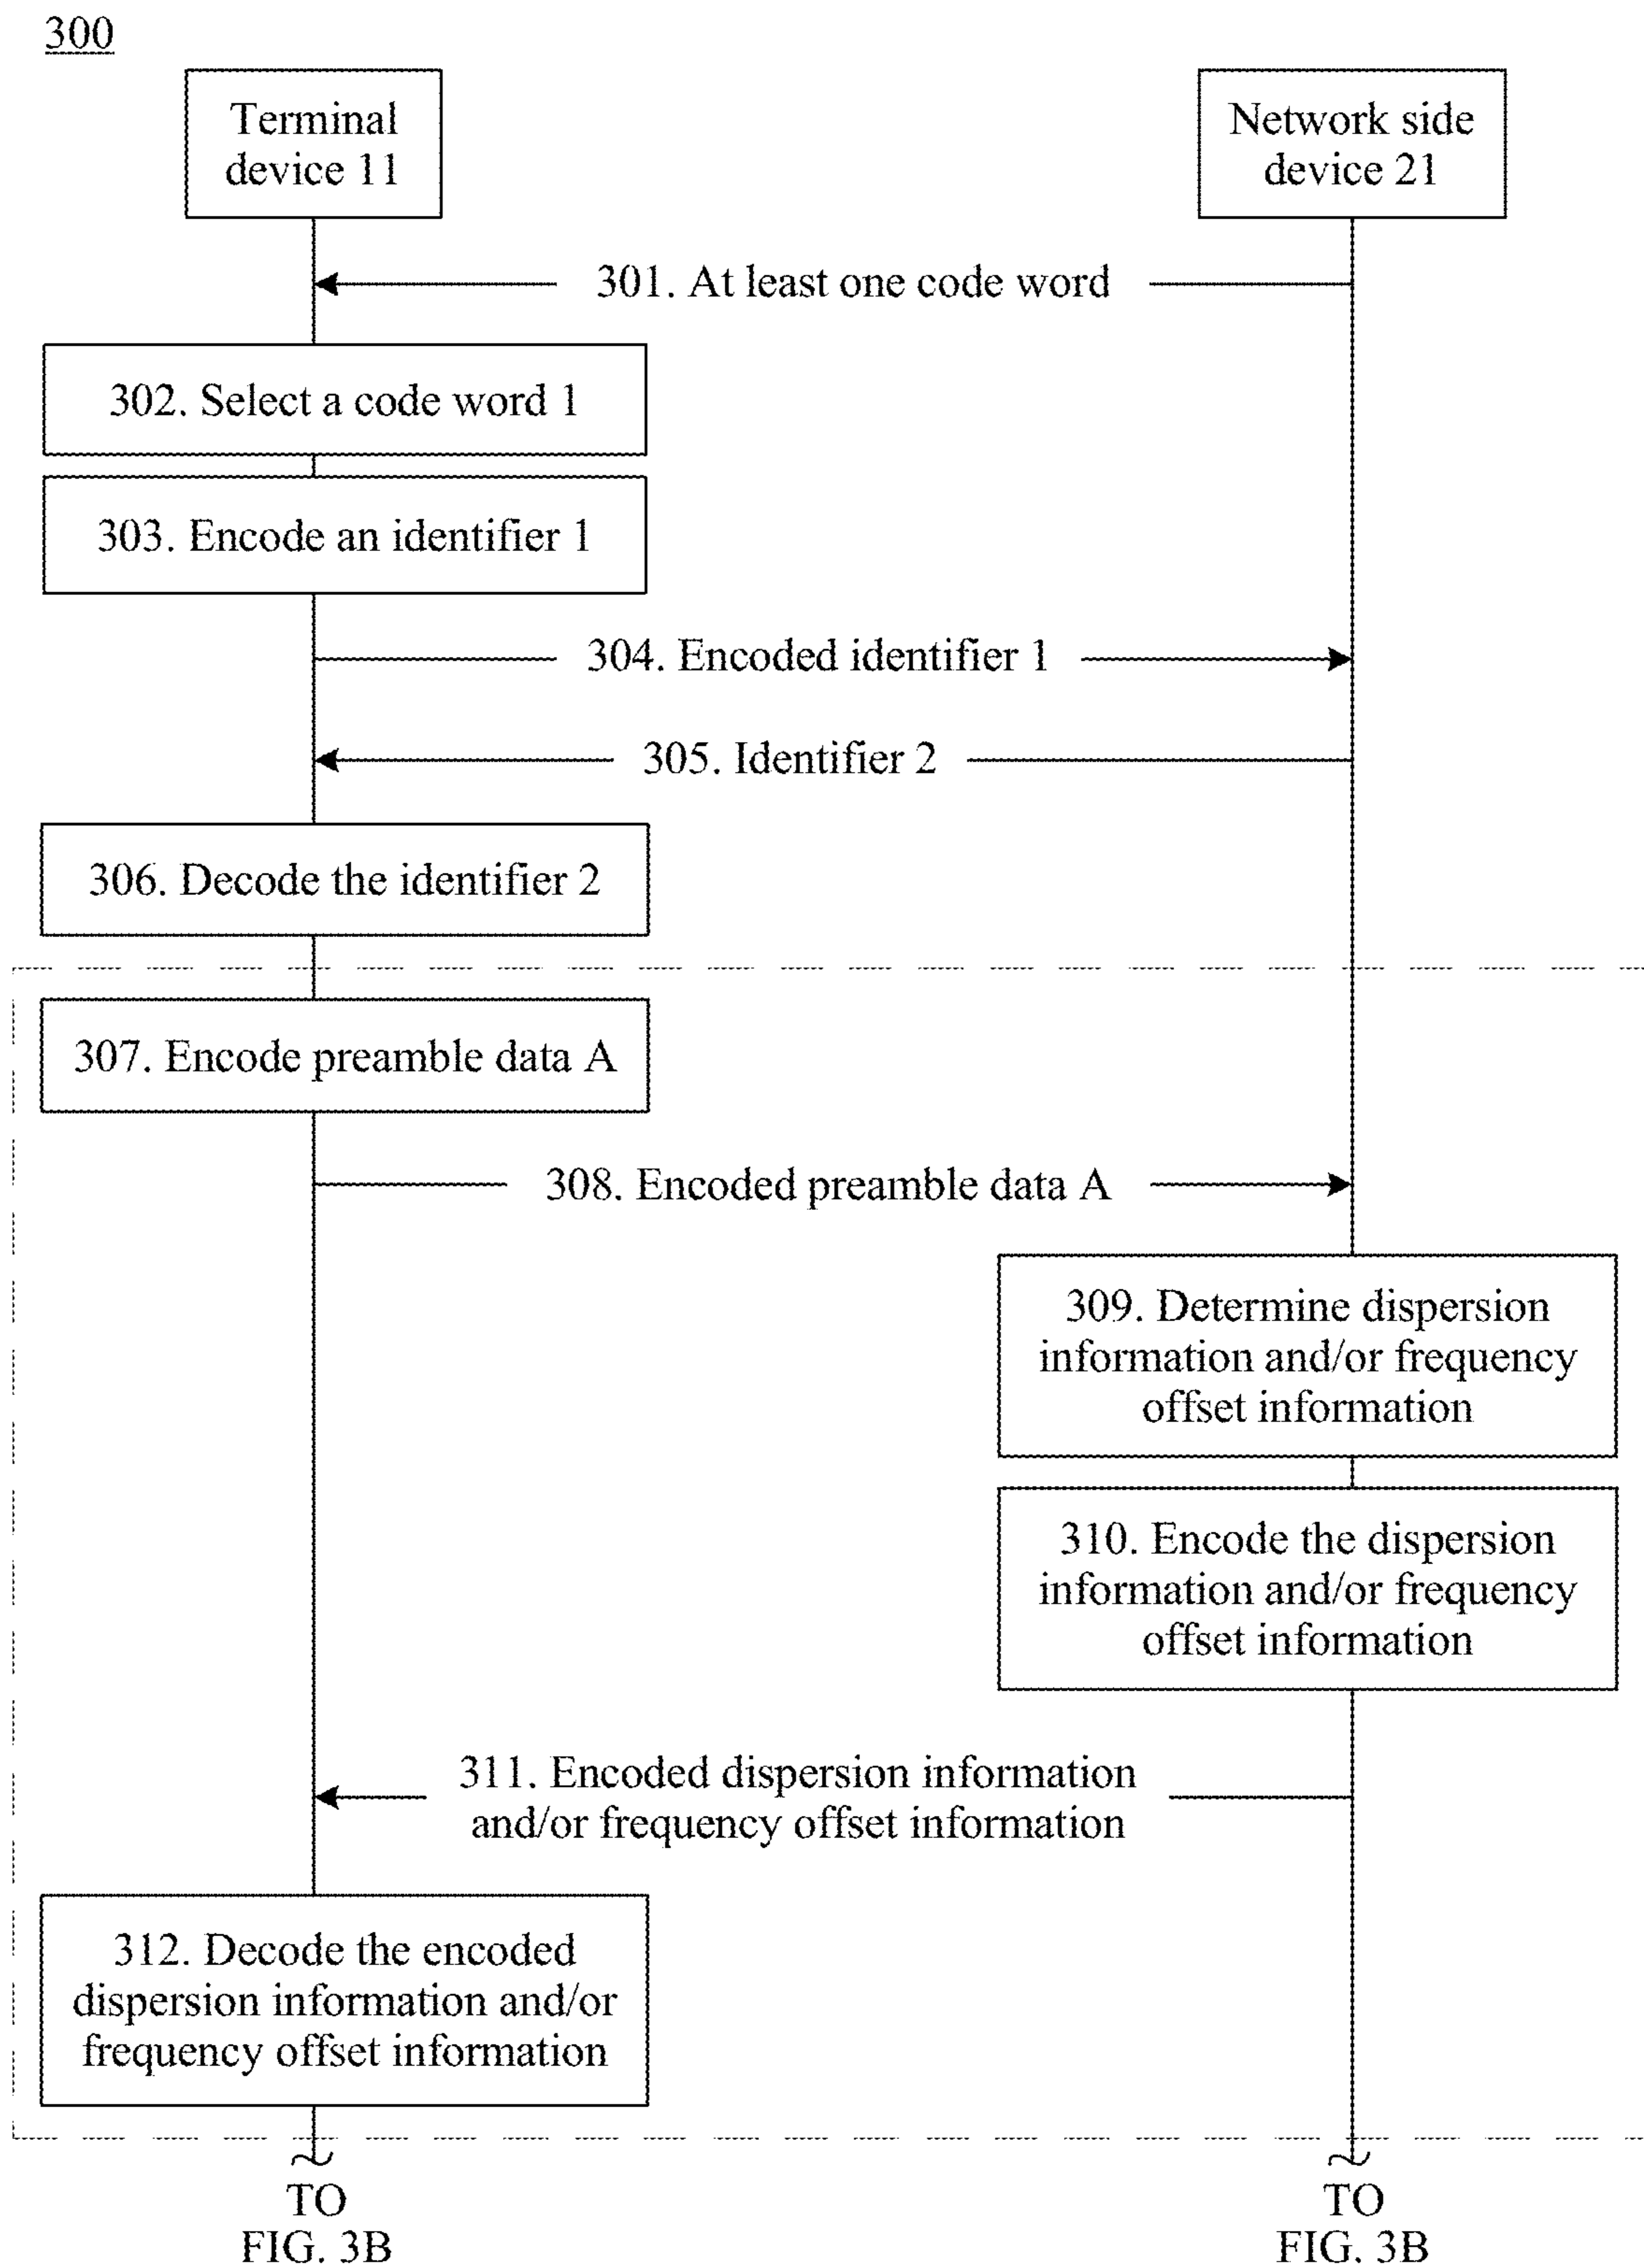 300
Terminal
device 11
Network side
device 21
301. At least one code word
302. Select a code word 1
303. Encode an identifier 1
304. Encoded identifier 1
305. Identifier 2
306. Decode the identifier 2
307. Encode preamble data A
308. Encoded preamble data A
309. Determine dispersion
information and/or frequency
offset information
310. Encode the dispersion
information and/or frequency
offset information
311. Encoded dispersion information
and/or frequency offset information
312. Decode the encoded
dispersion information and/or
frequency offset information
TO
FIG. 3B
TO
FIG. 3B